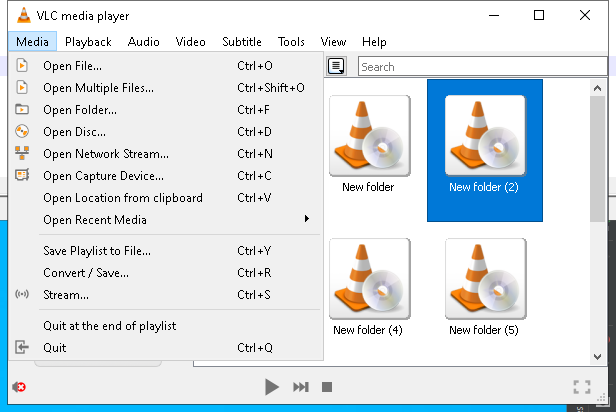 VLC media player
Media Playback Audio Video Subtitle Tools View Help
Open File... Ctrl+O
Open Multiple Files... Ctrl+Shift+O
Open Folder... Ctrl+F
Open Disc... Ctrl+D
Open Network Stream... Ctrl+N
Open Capture Device... Ctrl+C
Open Location from clipboard Ctrl+V
Open Recent Media
Save Playlist to File... Ctrl+Y
Convert / Save... Ctrl+R
Stream... Ctrl+S
Quit at the end of playlist
Quit Ctrl+Q
Search
New folder New folder (2)
New folder (4) New folder (5)